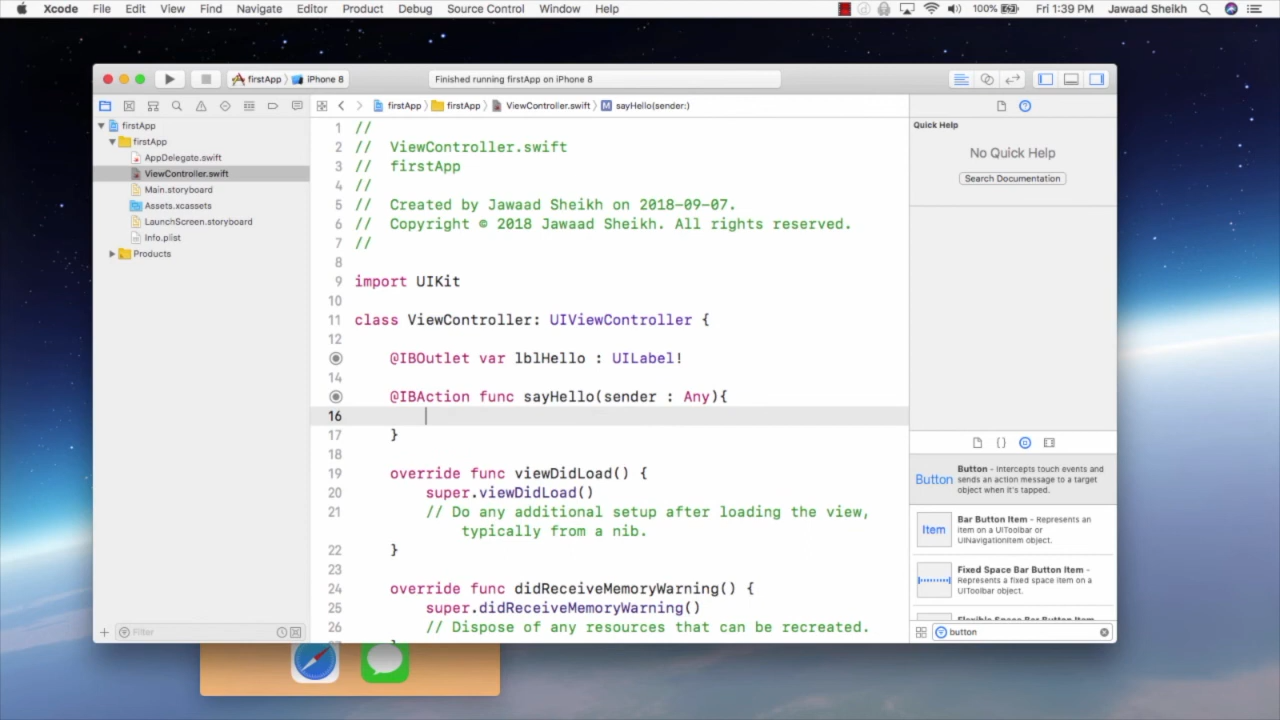 Xcode File Edit View Find Navigate Editor Product Debug Source Control Window Help 100% Fri 1:39 PM Jawaad Sheikh
firstApp iPhone 8 Finished running firstApp on iPhone 8
firstApp firstApp ViewController.swift M sayHello(sender:)
firstApp
firstApp
AppDelegate.swift
ViewController.swift
Main.storyboard
Assets.xcassets
LaunchScreen.storyboard
Info.plist
Products
Filter
1 //
2 // ViewController.swift
3 // firstApp
4 //
5 // Created by Jawaad Sheikh on 2018-09-07.
6 // Copyright © 2018 Jawaad Sheikh. All rights reserved.
7 //
8
9 import UIKit
10
11 class ViewController: UIViewController {
12
@IBOutlet var lblHello : UILabel!
14
@IBAction func sayHello(sender : Any){
16
17 }
18
19 override func viewDidLoad() {
20 super.viewDidLoad()
21 // Do any additional setup after loading the view,
typically from a nib.
22 }
23
24 override func didReceiveMemoryWarning() {
25 super.didReceiveMemoryWarning()
26 // Dispose of any resources that can be recreated.
Quick Help
No Quick Help
Search Documentation
{ }
Button
Button - Intercepts touch events and
sends an action message to a target
object when it's tapped.
Item
Bar Button Item - Represents an
item on a UIToolbar or
UINavigationItem object.
Fixed Space Bar Button Item -
Represents a fixed space item on a
UIToolbar object.
button